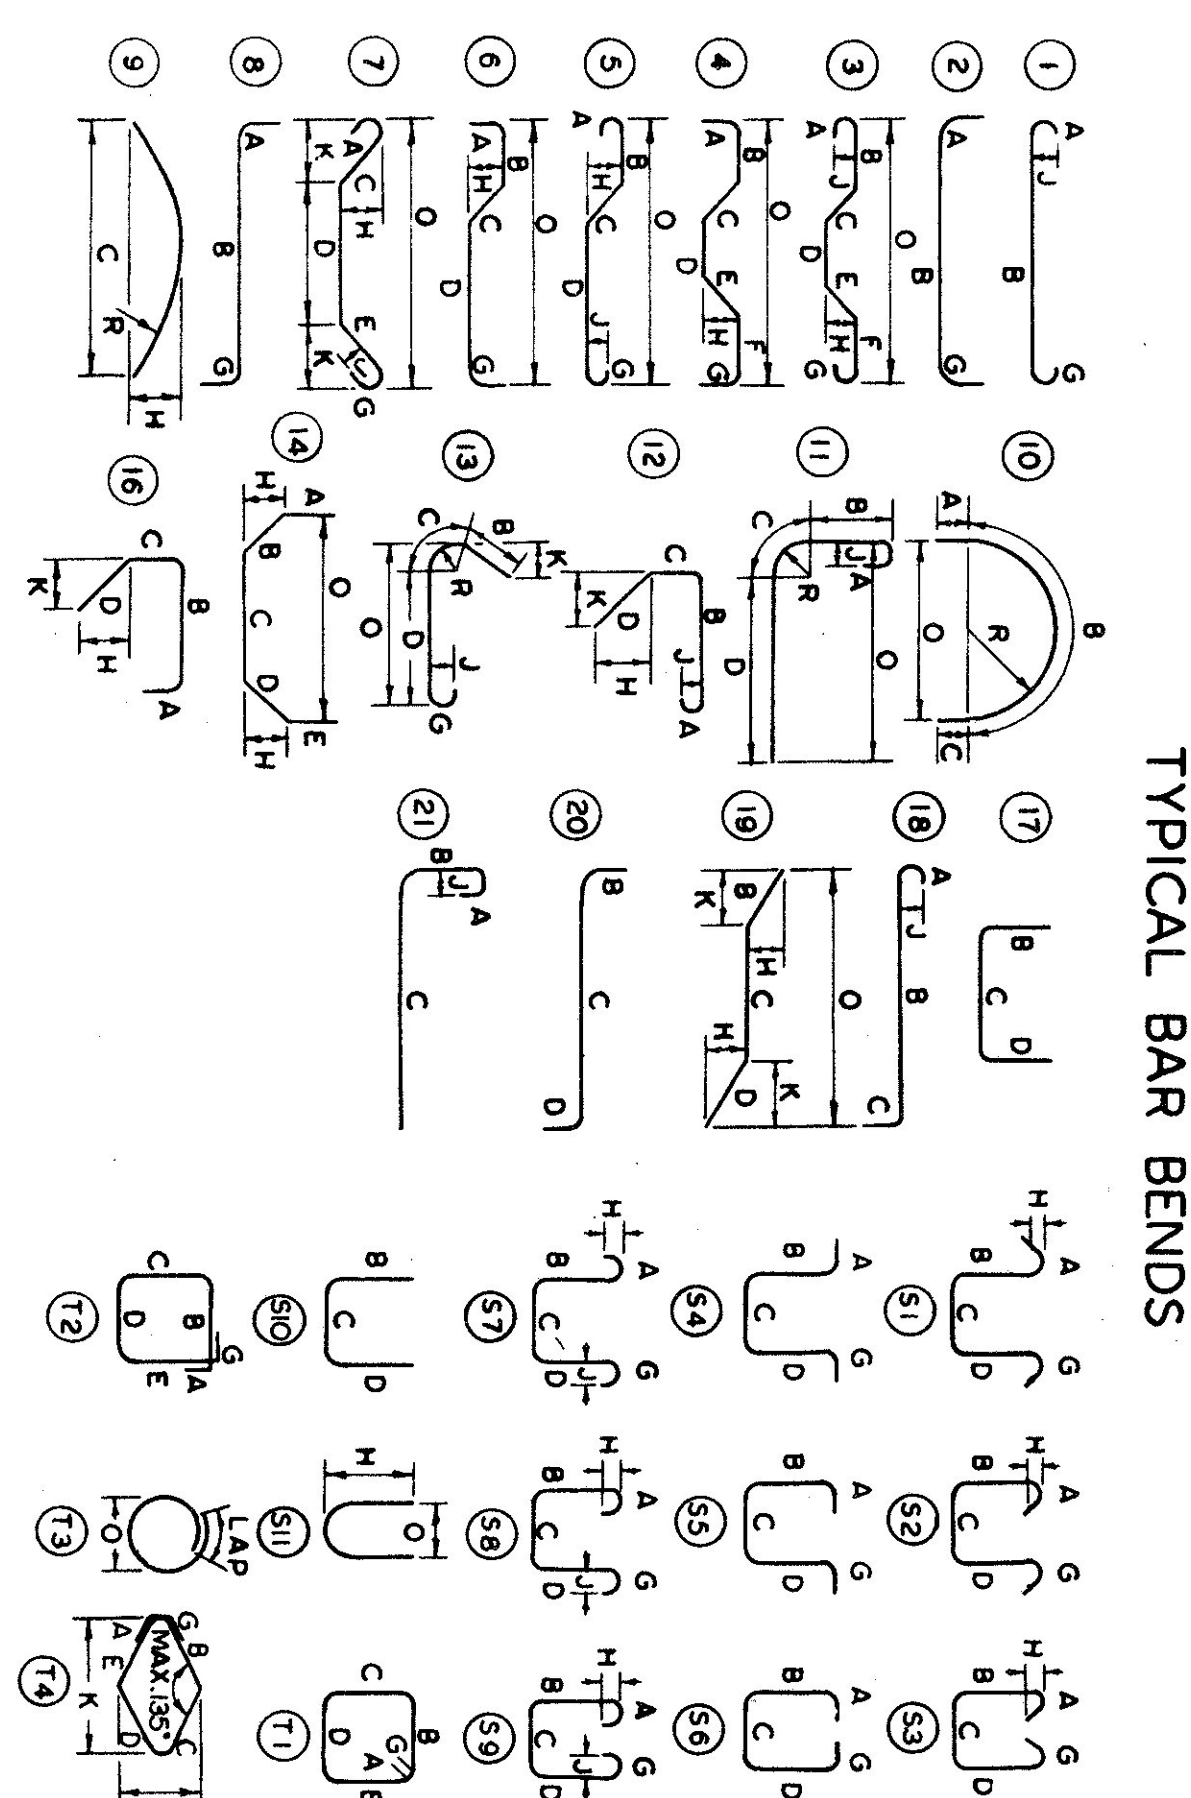 TYPICAL BAR BENDS
1
A J B G
2
A B G
3
O
A B J C D E H F G
4
O
A B C D E H F G
5
O
A B H C D J G
6
O
A B H C D G
7
O
A C H E J G
K D K
8
A B G
9
C R H
10
A B R O C
11
B J A O C R D
12
C B J A K D H
13
C B K R O D J G
14
H A B C O D E H
16
C B A K D H
17
B C D
18
A J B C
19
O
B K H C H D K
20
B C D
21
B J A C
S1
H A B C D G
S2
H A B C D G
S3
H A B C D G
S4
A B C D G
S5
A B C D G
S6
A B C D G
S7
H A B C D J G
S8
H A B C D J G
S9
H A B C D J G
S10
B C D
S11
H O
T1
C B D G A E
T2
C B D G A E
T3
O LAP
T4
A G B E MAX. 135° K D C